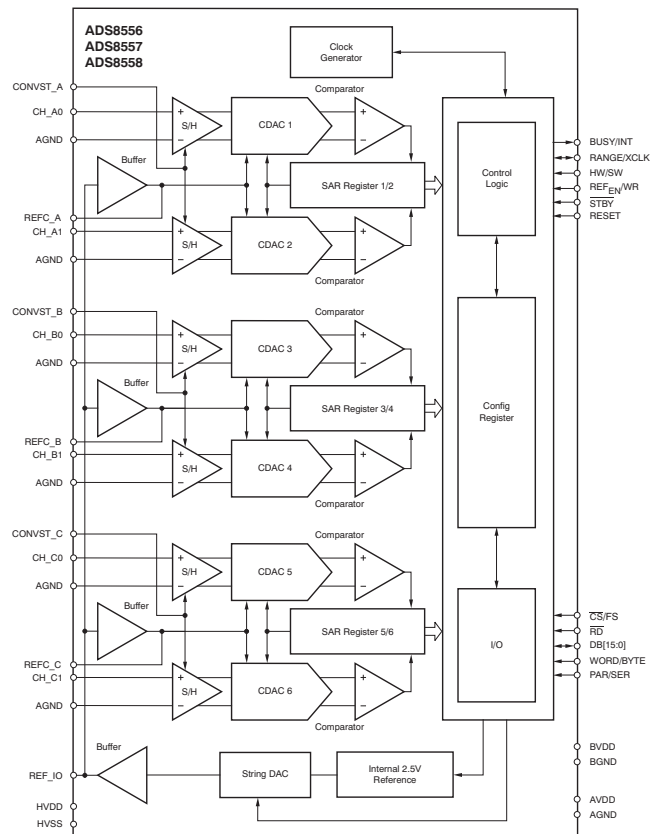 ADS8556
ADS8557
ADS8558
Clock
Generator
CONVST_A
CH_A0
AGND
REFC_A
CH_A1
AGND
+
−
S/H
Buffer
CDAC 1
Comparator
+
−
SAR Register 1/2
+
−
S/H
CDAC 2
+
−
Comparator
CONVST_B
CH_B0
AGND
REFC_B
CH_B1
AGND
+
−
S/H
Buffer
CDAC 3
Comparator
+
−
SAR Register 3/4
+
−
S/H
CDAC 4
+
−
Comparator
CONVST_C
CH_C0
AGND
REFC_C
CH_C1
AGND
+
−
S/H
Buffer
CDAC 5
Comparator
+
−
SAR Register 5/6
+
−
S/H
CDAC 6
+
−
Comparator
REF_IO
HVDD
HVSS
Buffer
String DAC
Internal 2.5V
Reference
Control
Logic
Config
Register
I/O
BUSY/INT
RANGE/XCLK
HW/SW
REFEN/WR
STBY
RESET
CS/FS
RD
DB[15:0]
WORD/BYTE
PAR/SER
BVDD
BGND
AVDD
AGND